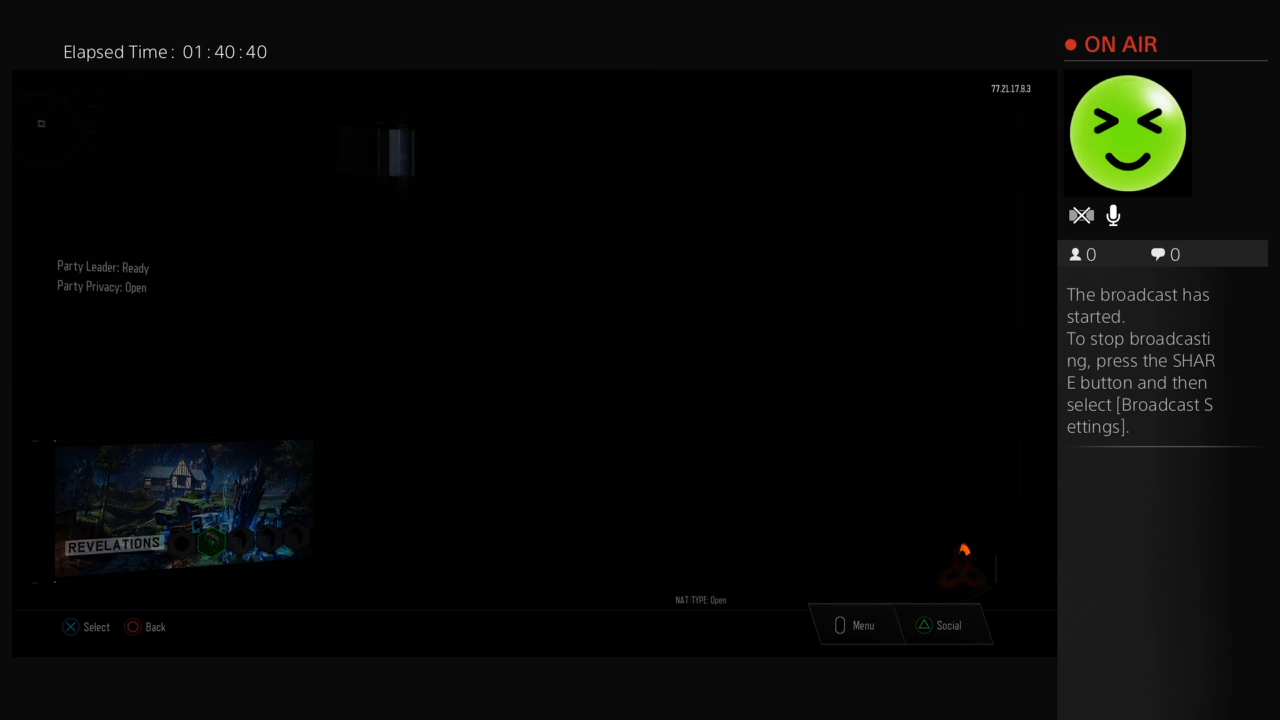 Elapsed Time: 01:40:40
ON AIR
77.21.17.8.3
0
0
Party Leader: Ready
Party Privacy: Open
The broadcast has
started.
To stop broadcasti
ng, press the SHAR
E button and then
select [Broadcast S
ettings].
REVELATIONS
NAT TYPE: Open
Select
Back
Menu
Social